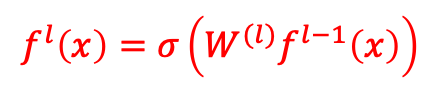 f^l(x) = σ(W^(l) f^{l-1}(x))